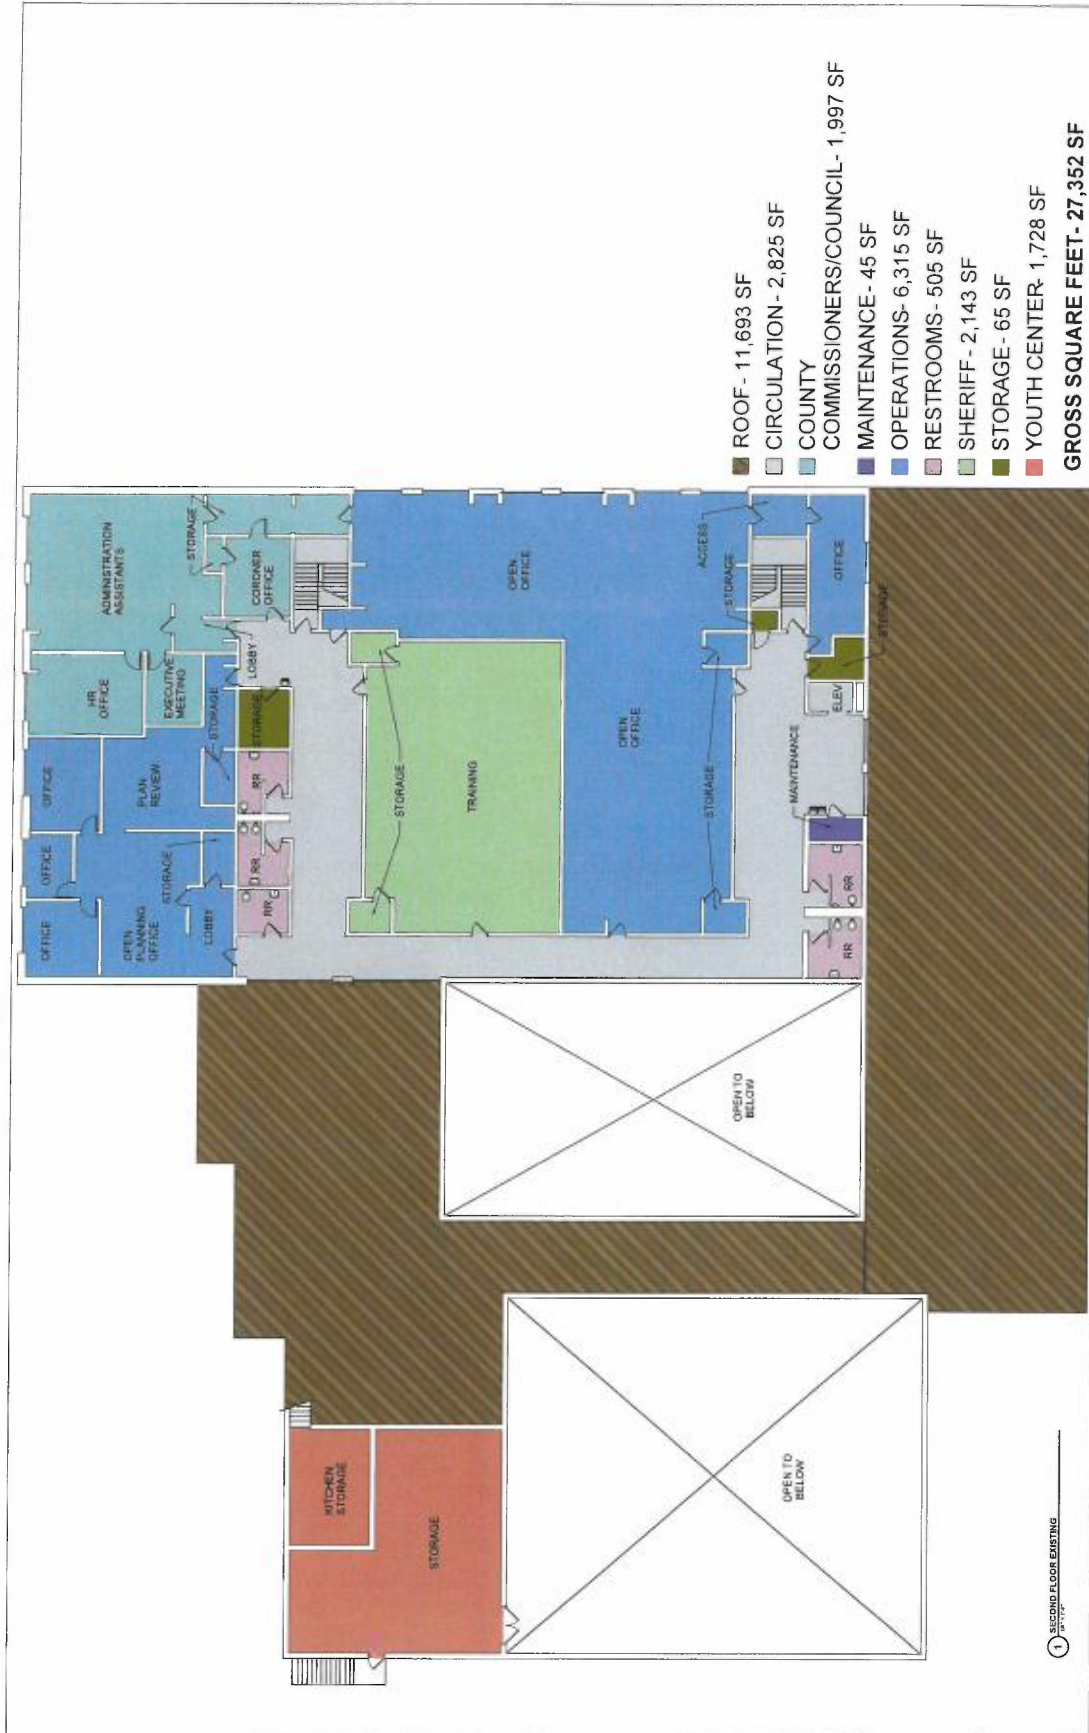 OFFICE
OFFICE
OFFICE
HR
OFFICE
ADMINISTRATION
ASSISTANTS
OPEN
PLANNING
OFFICE
PLAN
REVIEW
EXECUTIVE
MEETING
STORAGE
STORAGE
STORAGE
LOBBY
LOBBY
CORONER
OFFICE
RR
RR
RR
STORAGE
STORAGE
TRAINING
OPEN
OFFICE
OPEN
OFFICE
STORAGE
ACCESS
STORAGE
MAINTENANCE
ELEV
OFFICE
STORAGE
RR
RR
OPEN TO
BELOW
KITCHEN
STORAGE
STORAGE
OPEN TO
BELOW
ROOF- 11,693 SF
CIRCULATION- 2,825 SF
COUNTY
COMMISSIONERS/COUNCIL- 1,997 SF
MAINTENANCE- 45 SF
OPERATIONS- 6,315 SF
RESTROOMS- 505 SF
SHERIFF- 2,143 SF
STORAGE- 65 SF
YOUTH CENTER- 1,728 SF
GROSS SQUARE FEET- 27,352 SF
1 SECOND FLOOR EXISTING